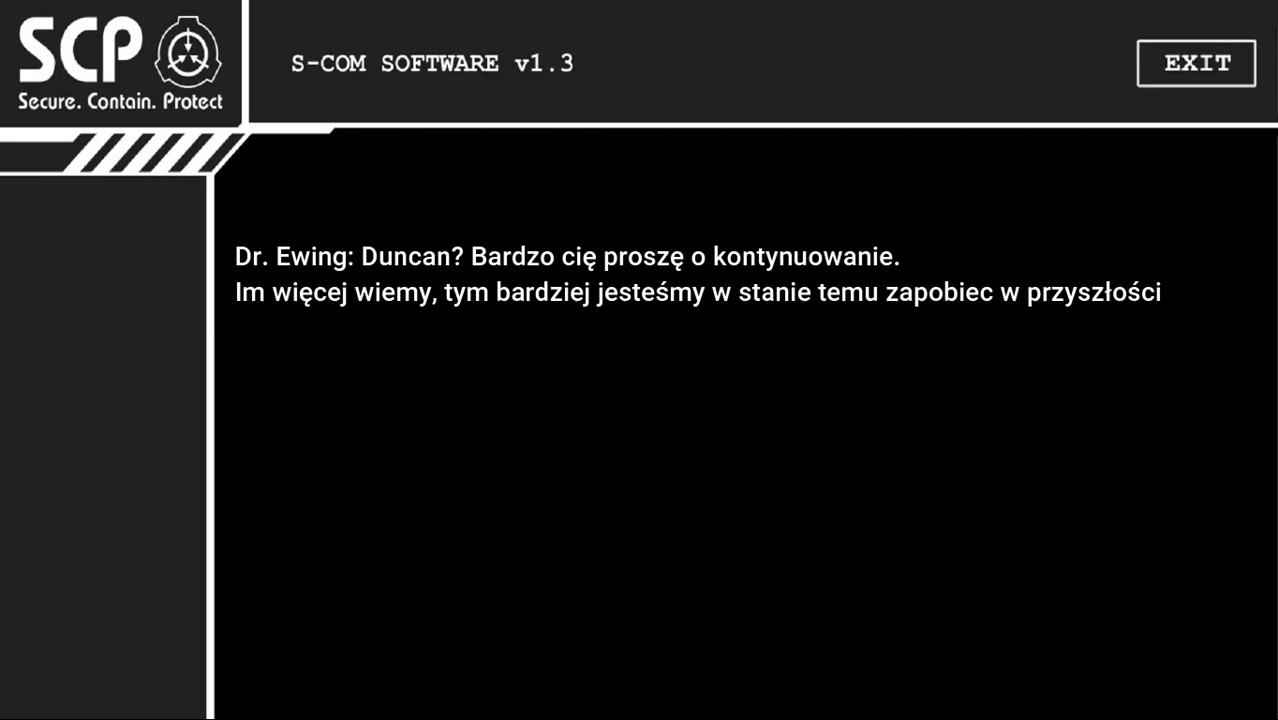 SCP
Secure. Contain. Protect
S-COM SOFTWARE v1.3
EXIT
Dr. Ewing: Duncan? Bardzo cię proszę o kontynuowanie.
Im więcej wiemy, tym bardziej jesteśmy w stanie temu zapobiec w przyszłości